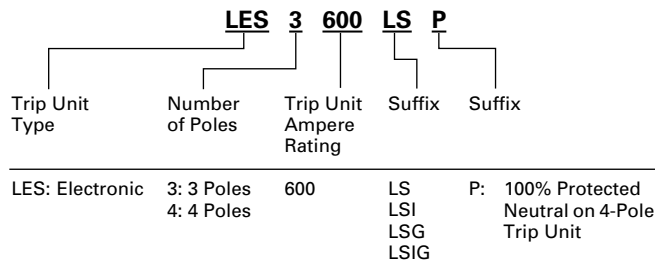 LES 3 600 LS P
Trip Unit Type
Number of Poles
Trip Unit Ampere Rating
Suffix
Suffix
LES: Electronic
3: 3 Poles
4: 4 Poles
600
LS
LSI
LSG
LSIG
P: 100% Protected
Neutral on 4-Pole
Trip Unit